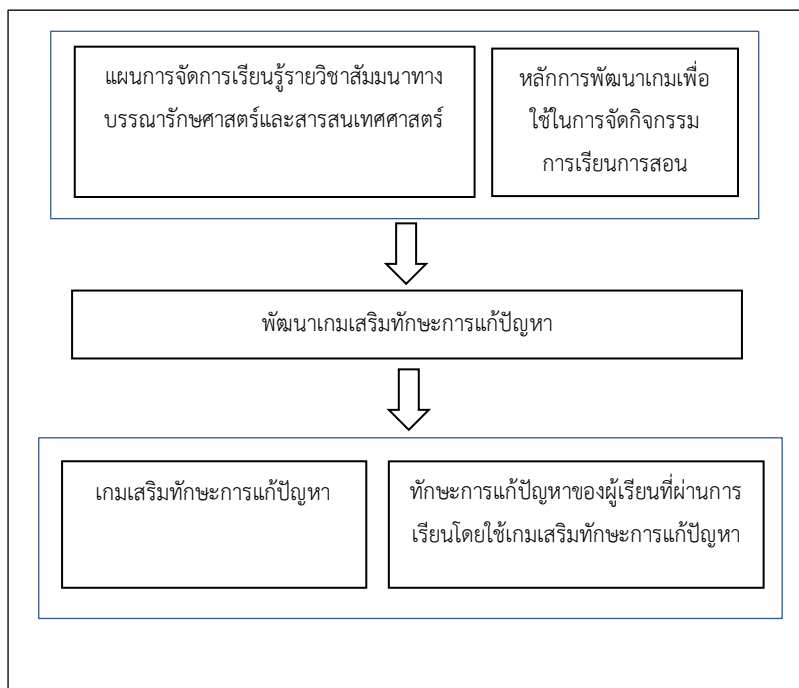 แผนการจัดการเรียนรู้รายวิชาสัมมนาทาง
บรรณารักษศาสตร์และสารสนเทศศาสตร์
หลักการพัฒนาเกมเพื่อ
ใช้ในการจัดกิจกรรม
การเรียนการสอน
พัฒนาเกมเสริมทักษะการแก้ปัญหา
เกมเสริมทักษะการแก้ปัญหา
ทักษะการแก้ปัญหาของผู้เรียนที่ผ่านการ
เรียนโดยใช้เกมเสริมทักษะการแก้ปัญหา